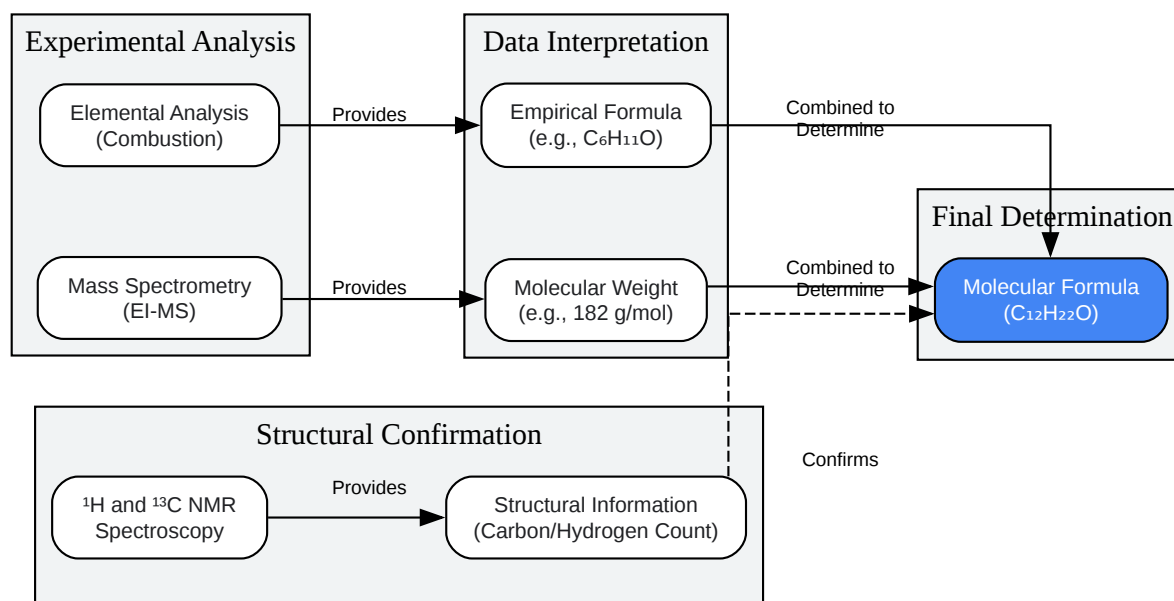 Experimental Analysis
Data Interpretation
Elemental Analysis
(Combustion)
Provides
Empirical Formula
(e.g., C₆H₁₁O)
Combined to
Determine
Final Determination
Mass Spectrometry
(EI-MS)
Provides
Molecular Weight
(e.g., 182 g/mol)
Combined to
Determine
Molecular Formula
(C₁₂H₂₂O)
Structural Confirmation
¹H and ¹³C NMR
Spectroscopy
Provides
Structural Information
(Carbon/Hydrogen Count)
Confirms